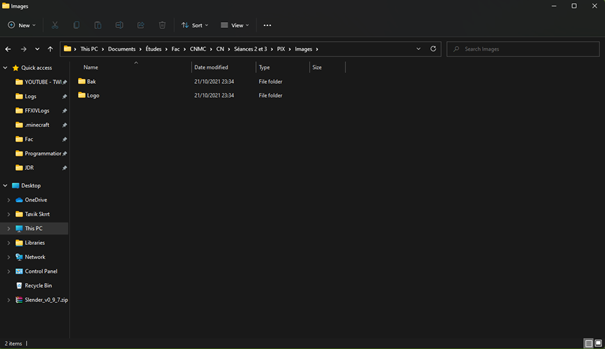 Images
New
Sort
View
This PC > Documents > Études > Fac > CNMC > CN > Séances 2 et 3 > PIX > Images >
Search Images
Name Date modified Type Size
Quick access
YOUTUBE - TWI
Logs
FFXIVLogs
.minecraft
Fac
Programmation
JDR
Desktop
OneDrive
This PC
Libraries
Network
Control Panel
Recycle Bin
Slender_v0_9_7.zip
Bak 21/10/2021 23:34 File folder
Logo 21/10/2021 23:34 File folder
2 items